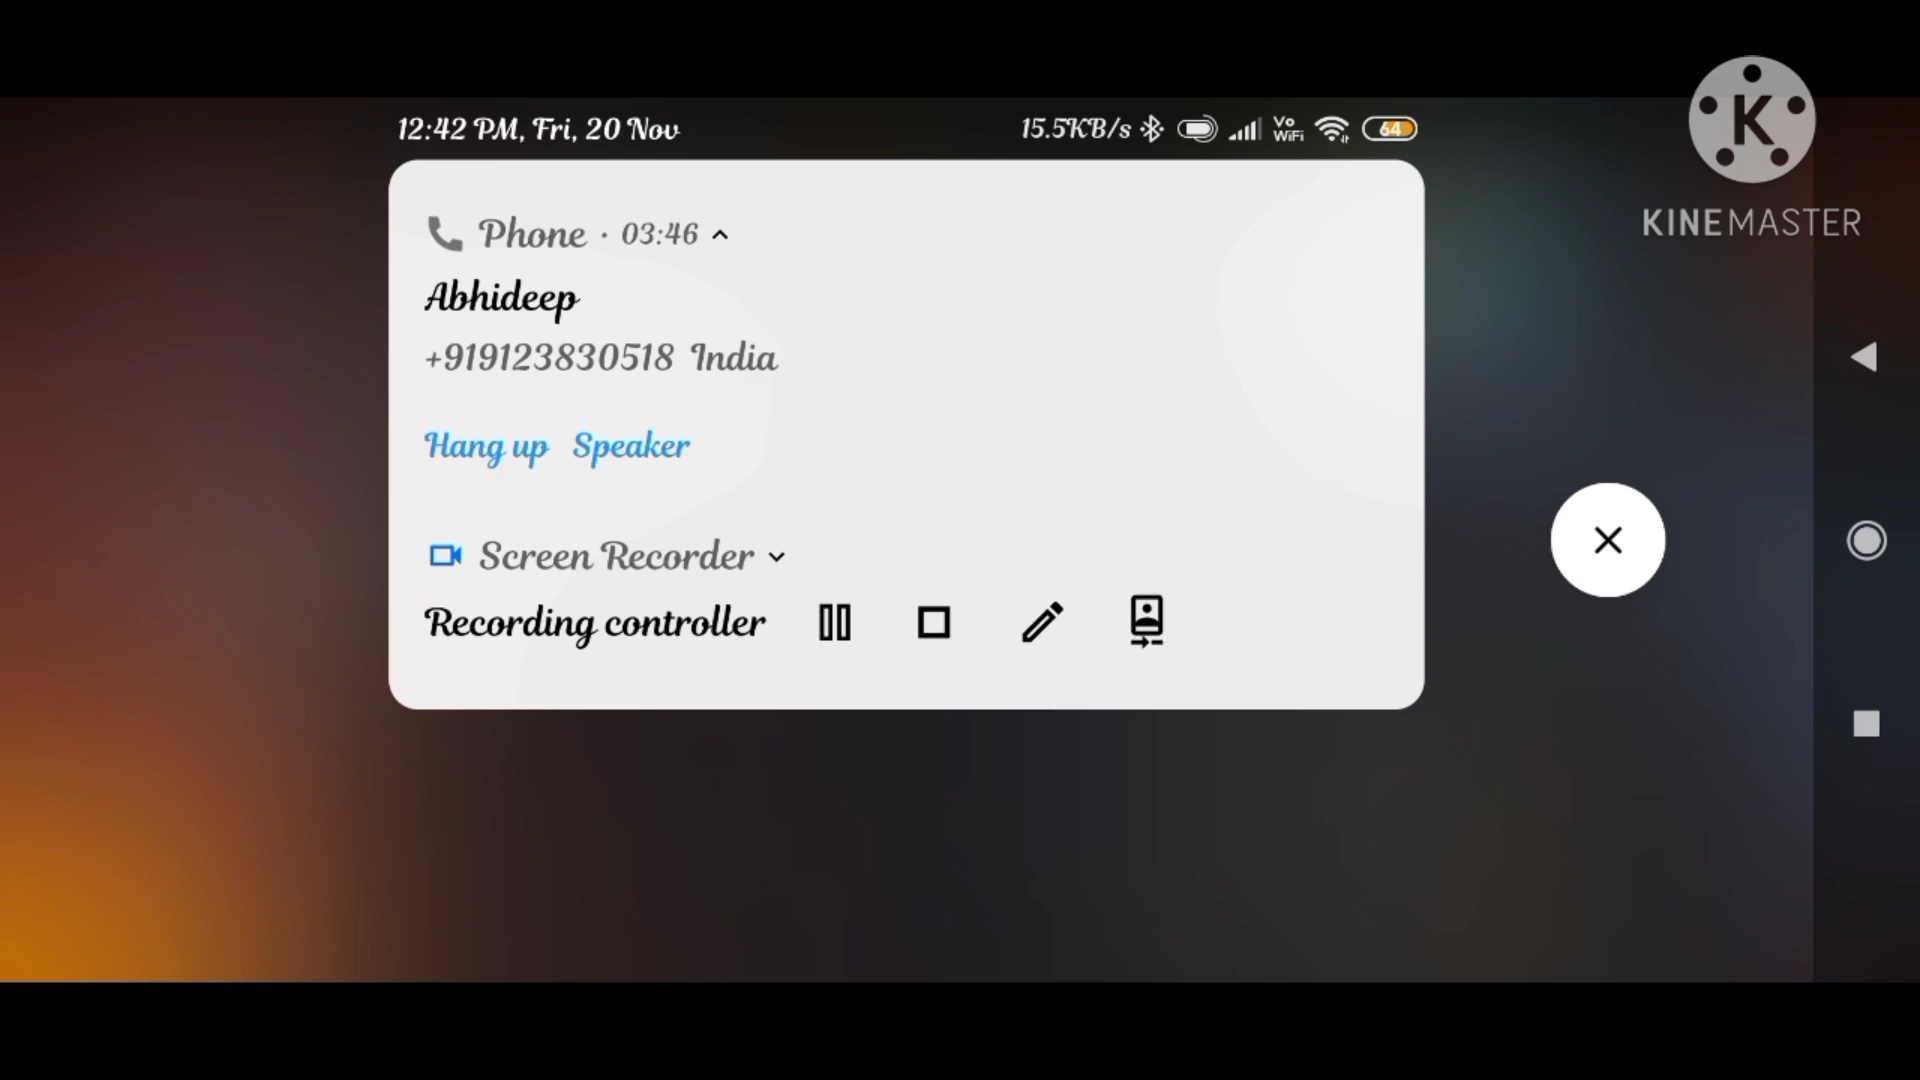 12:42 PM, Fri, 20 Nov
15.5KB/s Vo WiFi 64
K
KINEMASTER
Phone · 03:46
Abhideep
+919123830518 India
Hang up Speaker
Screen Recorder
Recording controller